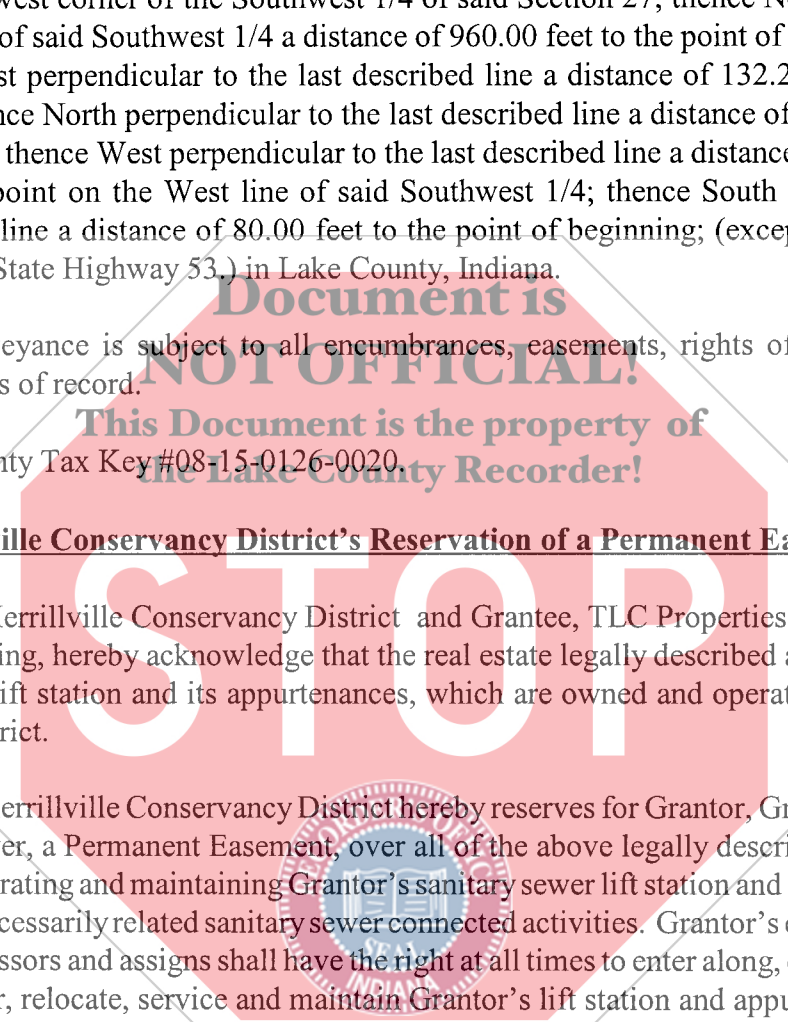 west corner of the Southwest 1/4 of said Section 27; thence No
of said Southwest 1/4 a distance of 960.00 feet to the point of
st perpendicular to the last described line a distance of 132.2
nce North perpendicular to the last described line a distance of
thence West perpendicular to the last described line a distance
point on the West line of said Southwest 1/4; thence South
line a distance of 80.00 feet to the point of beginning; (excep
State Highway 53.) in Lake County, Indiana.
Document is
eyance is subject to all encumbrances, easements, rights of
NOT OFFICIAL!
s of record.
This Document is the property of
nty Tax Key #08-15-0126-0020.
the Lake County Recorder!
ille Conservancy District's Reservation of a Permanent Ea
STOP
Merrillville Conservancy District and Grantee, TLC Properties
ing, hereby acknowledge that the real estate legally described a
ift station and its appurtenances, which are owned and operat
trict.
errillville Conservancy District hereby reserves for Grantor, Gr
er, a Permanent Easement, over all of the above legally descri
rating and maintaining Grantor's sanitary sewer lift station and
cessarily related sanitary sewer connected activities. Grantor's
ssors and assigns shall have the right at all times to enter along,
r, relocate, service and maintain Grantor's lift station and appu
SEAL
INDIANA